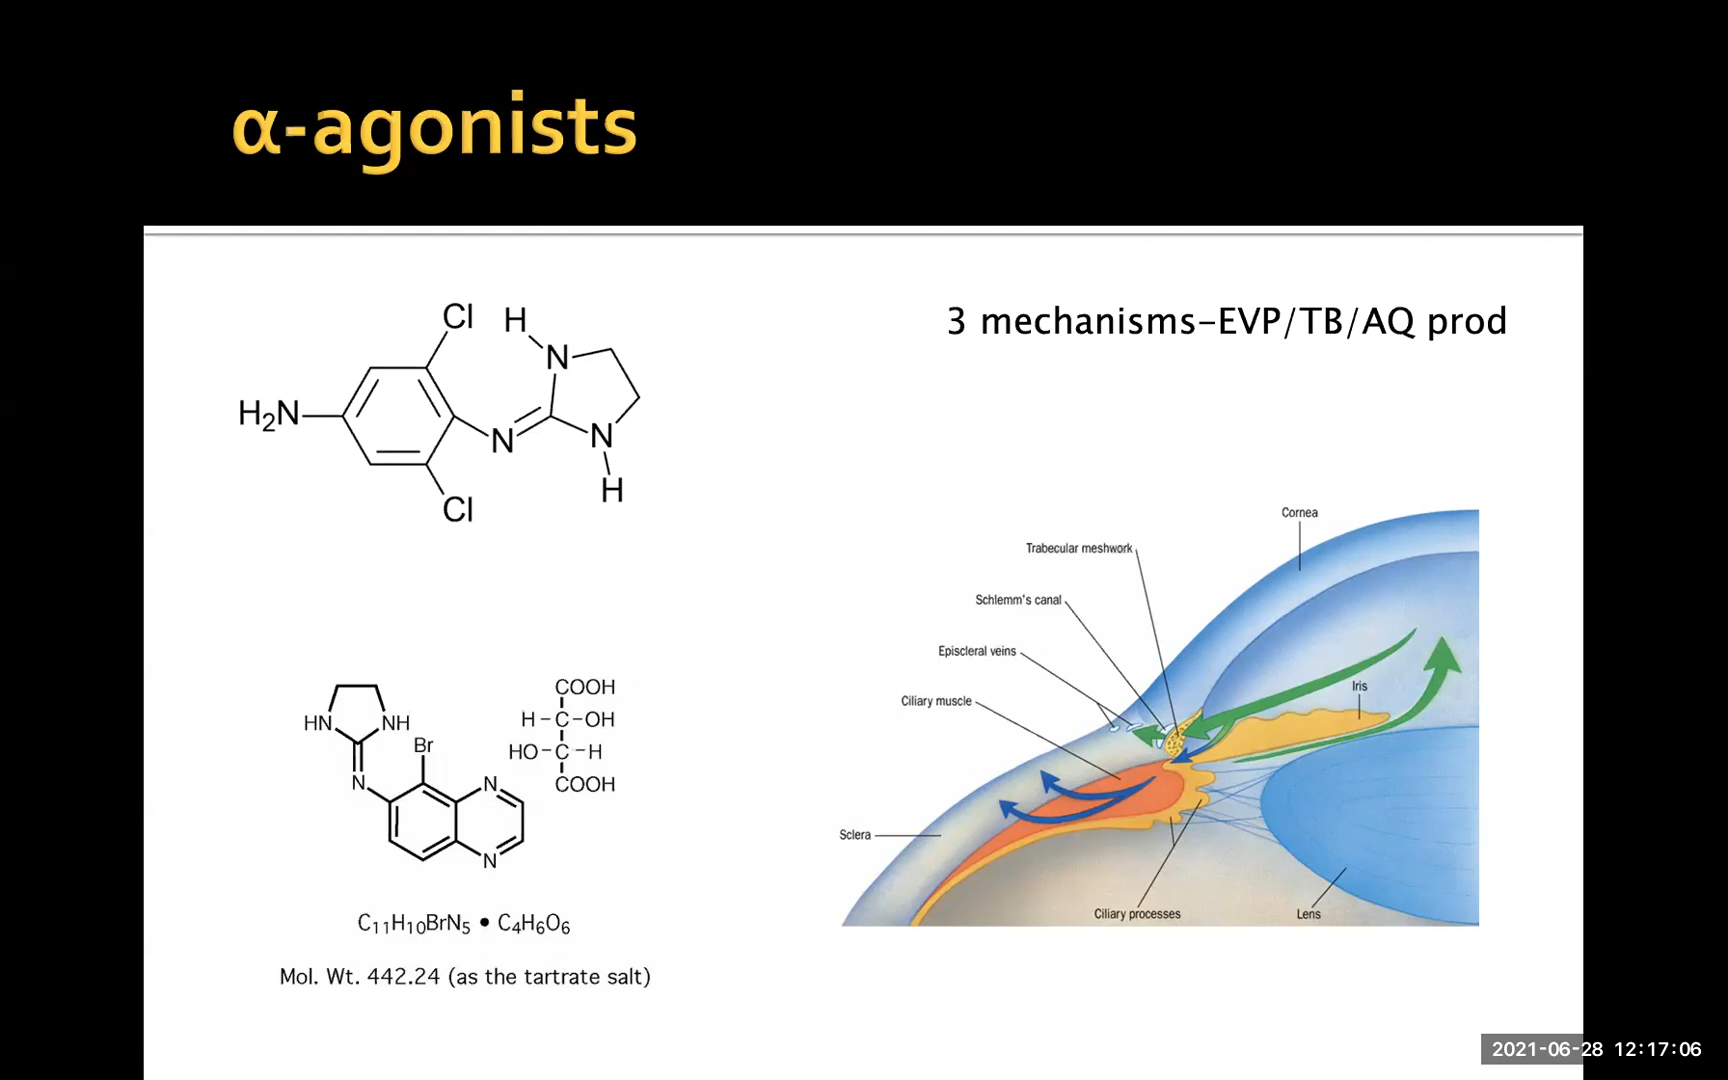 α-agonists
3 mechanisms–EVP/TB/AQ prod
Cl
H
N
H₂N
N
N
Cl
H
Cornea
Trabecular meshwork
Schlemm's canal
Episcleral veins
Iris
Ciliary muscle
Sclera
Ciliary processes
Lens
HN
NH
Br
N
N
N
COOH
H–C–OH
HO–C–H
COOH
C₁₁H₁₀BrN₅ • C₄H₆O₆
Mol. Wt. 442.24 (as the tartrate salt)
2021-06-28 12:17:06